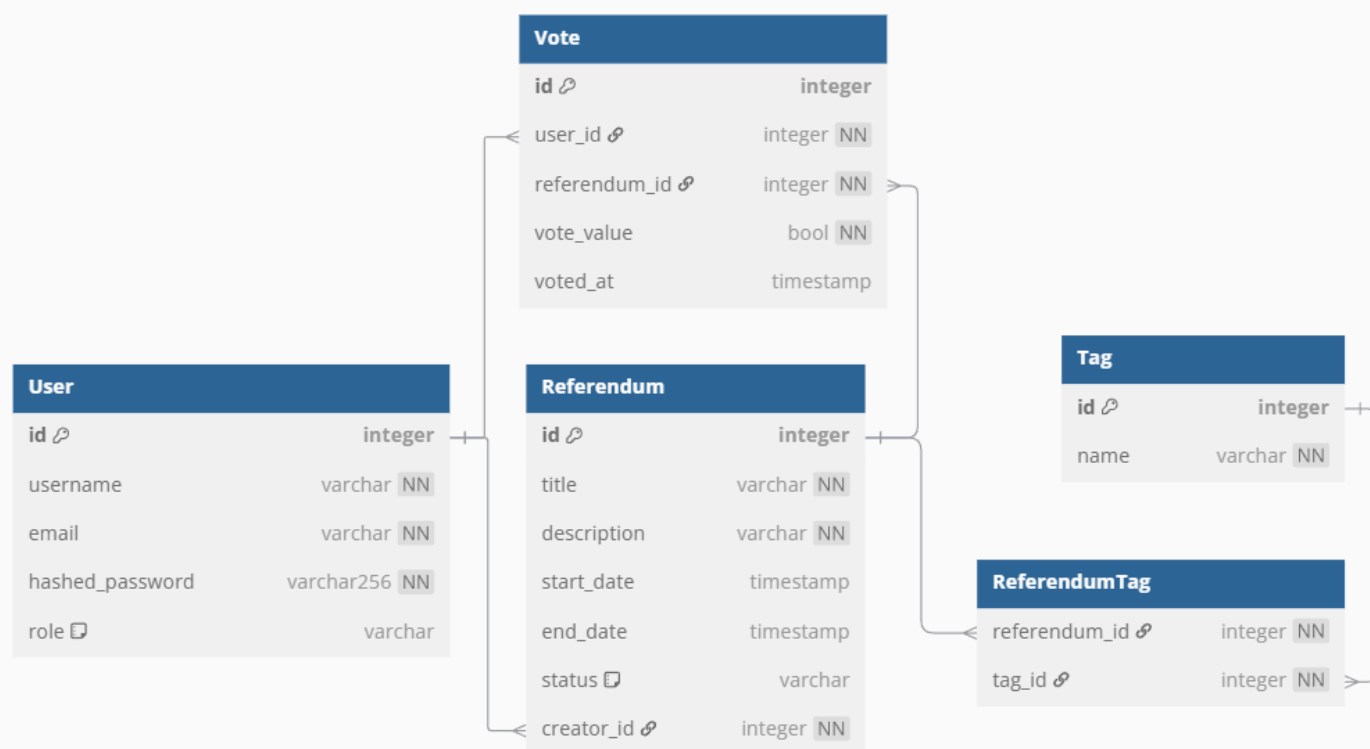 Vote
id integer
user_id integer NN
referendum_id integer NN
vote_value bool NN
voted_at timestamp
User
id integer
username varchar NN
email varchar NN
hashed_password varchar256 NN
role varchar
Referendum
id integer
title varchar NN
description varchar NN
start_date timestamp
end_date timestamp
status varchar
creator_id integer NN
Tag
id integer
name varchar NN
ReferendumTag
referendum_id integer NN
tag_id integer NN